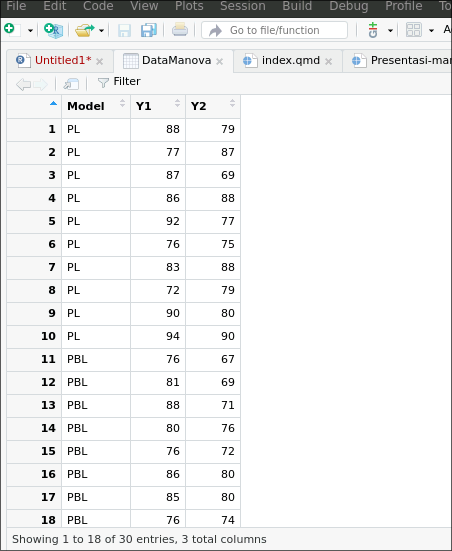 File Edit Code View Plots Session Build Debug Profile To
Go to file/function A
Untitled1* DataManova index.qmd Presentasi-mar
Filter
Model Y1 Y2
1 PL 88 79
2 PL 77 87
3 PL 87 69
4 PL 86 88
5 PL 92 77
6 PL 76 75
7 PL 83 88
8 PL 72 79
9 PL 90 80
10 PL 94 90
11 PBL 76 67
12 PBL 81 69
13 PBL 88 71
14 PBL 80 76
15 PBL 76 72
16 PBL 86 80
17 PBL 85 80
18 PBL 76 74
Showing 1 to 18 of 30 entries, 3 total columns